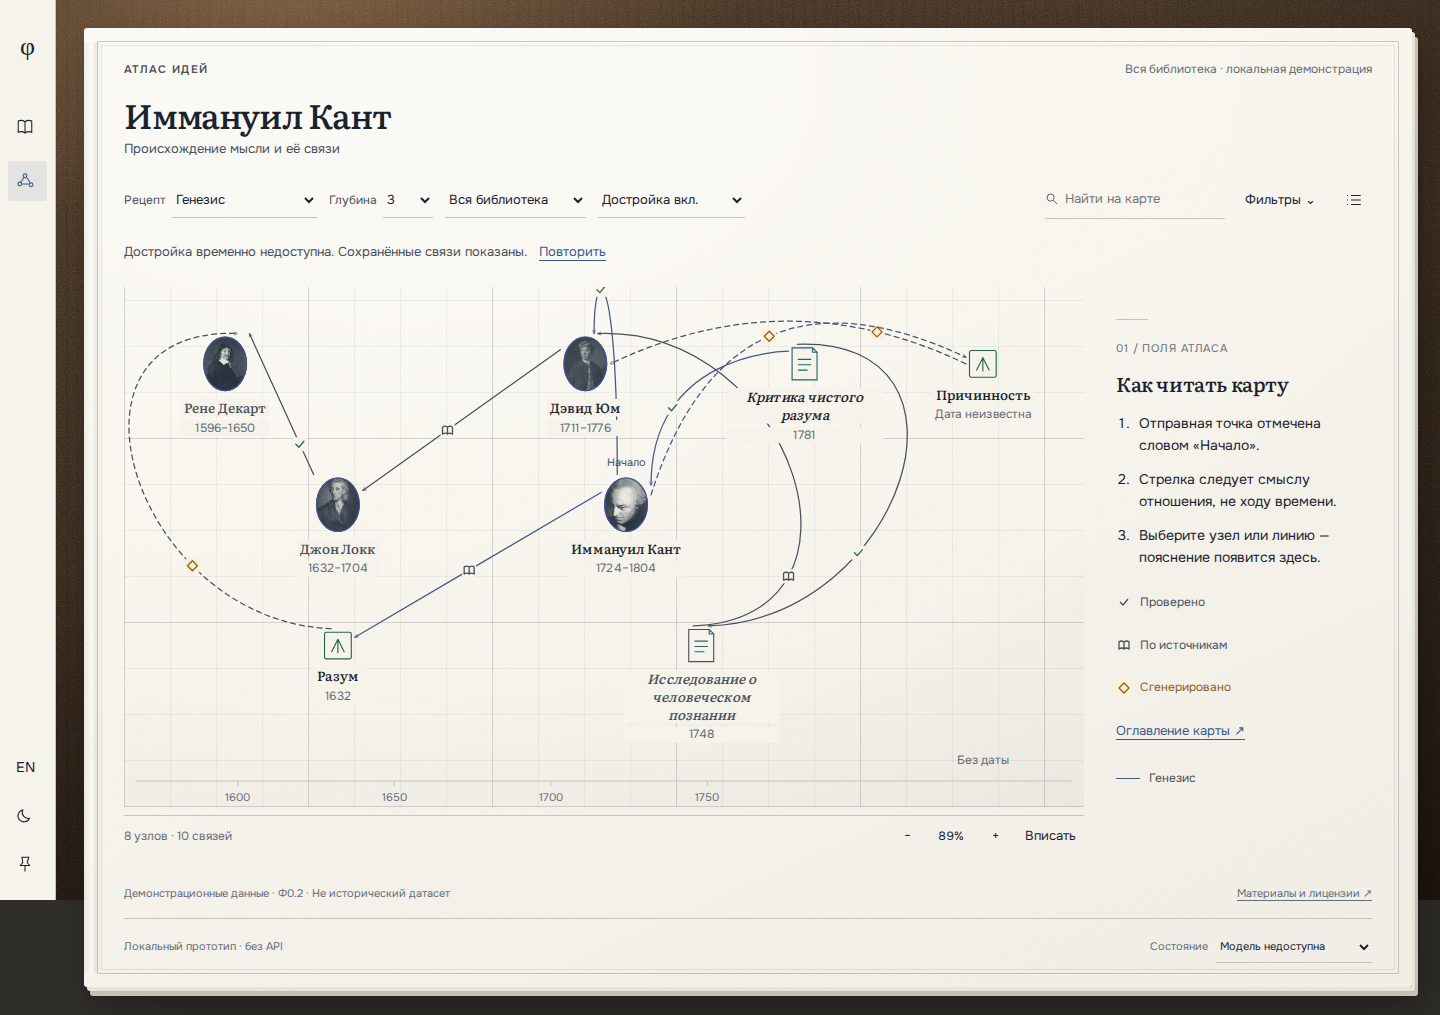 φ
АТЛАС ИДЕЙ
Вся библиотека · локальная демонстрация
Иммануил Кант
Происхождение мысли и её связи
Рецепт Генезис Глубина 3 Вся библиотека Достройка вкл. Найти на карте Фильтры
Достройка временно недоступна. Сохранённые связи показаны. Повторить
Рене Декарт
1596–1650
Дэвид Юм
1711–1776
Критика чистого
разума
1781
Причинность
Дата неизвестна
Начало
Джон Локк
1632–1704
Иммануил Кант
1724–1804
Разум
1632
Исследование о
человеческом
познании
1748
Без даты
1600 1650 1700 1750
01 / ПОЛЯ АТЛАСА
Как читать карту
1. Отправная точка отмечена
словом «Начало».
2. Стрелка следует смыслу
отношения, не ходу времени.
3. Выберите узел или линию —
пояснение появится здесь.
Проверено
По источникам
Сгенерировано
Оглавление карты ↗
Генезис
8 узлов · 10 связей
− 89% + Вписать
EN
Демонстрационные данные · Ф0.2 · Не исторический датасет
Материалы и лицензии ↗
Локальный прототип · без API
Состояние Модель недоступна